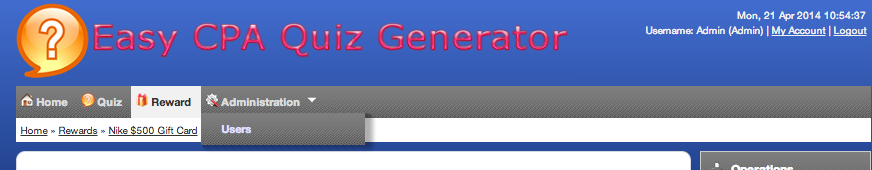 Mon, 21 Apr 2014 10:54:37
Easy CPA Quiz Generator
Username: Admin (Admin) | My Account | Logout
Home Quiz Reward Administration
Home » Rewards » Nike $500 Gift Card
Users
Operations